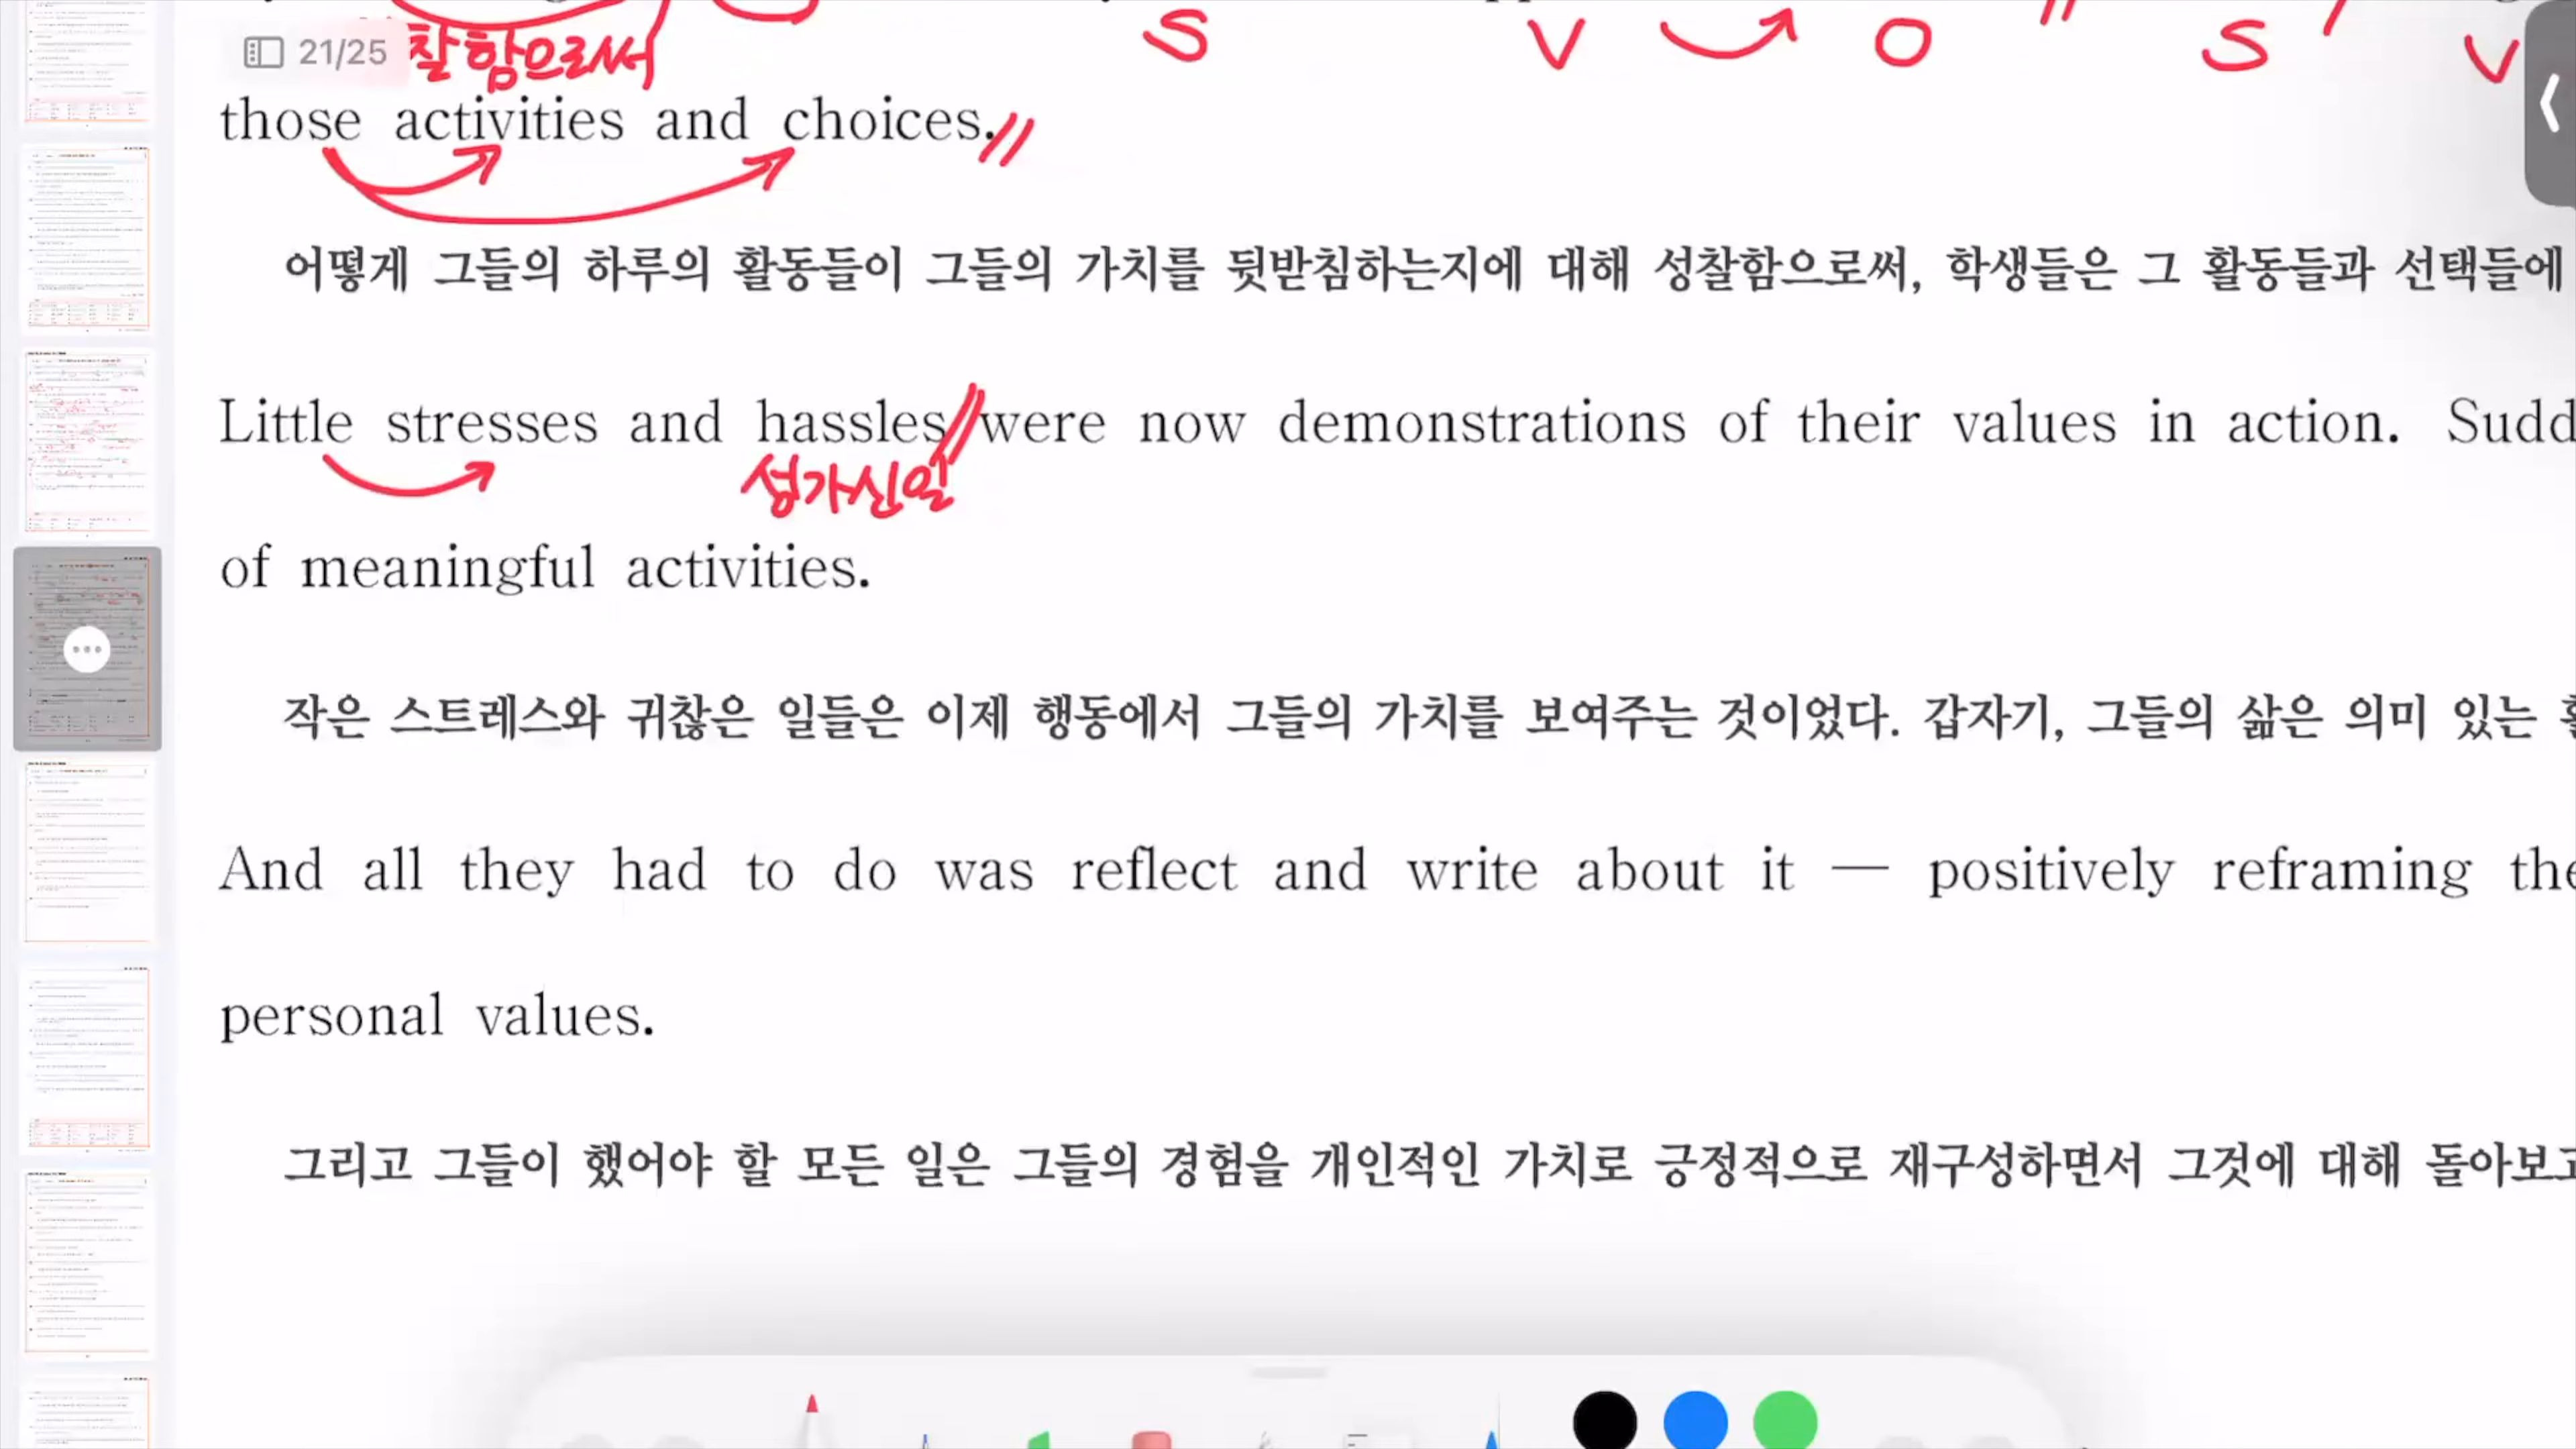 21/25 찰함으로써
S V O S V
those activities and choices.
어떻게 그들의 하루의 활동들이 그들의 가치를 뒷받침하는지에 대해 성찰함으로써, 학생들은 그 활동들과 선택들에
Little stresses and hassles were now demonstrations of their values in action. Sudd
성가신일
of meaningful activities.
작은 스트레스와 귀찮은 일들은 이제 행동에서 그들의 가치를 보여주는 것이었다. 갑자기, 그들의 삶은 의미 있는
And all they had to do was reflect and write about it — positively reframing the
personal values.
그리고 그들이 했어야 할 모든 일은 그들의 경험을 개인적인 가치로 긍정적으로 재구성하면서 그것에 대해 돌아보고